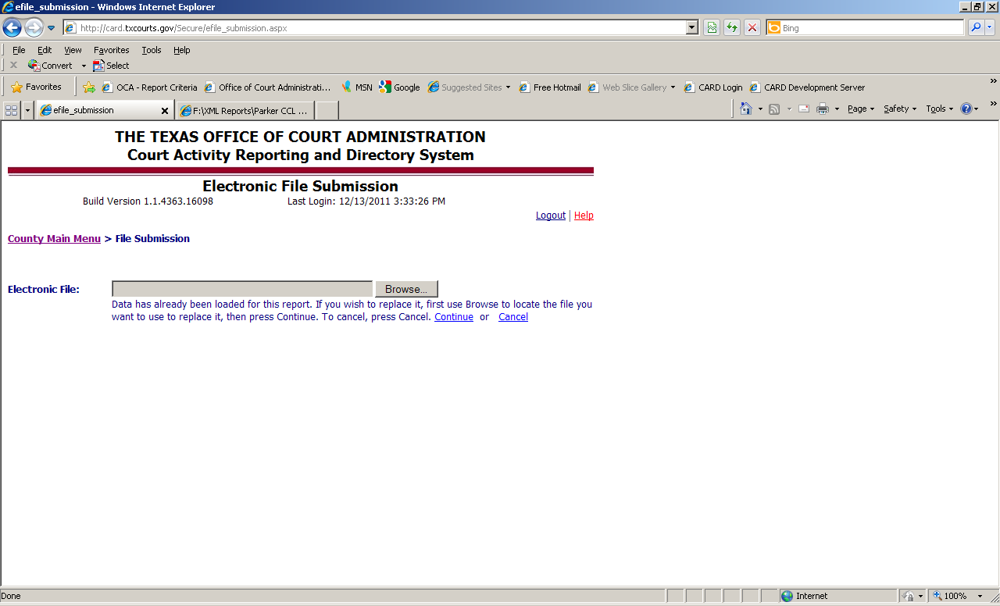 efile_submission - Windows Internet Explorer
http://card.txcourts.gov/Secure/efile_submission.aspx
Bing
File Edit View Favorites Tools Help
Convert Select
Favorites OCA - Report Criteria Office of Court Administrati... MSN Google Suggested Sites Free Hotmail Web Slice Gallery CARD Login CARD Development Server
efile_submission F:\XML Reports\Parker CCL ... Page Safety Tools
THE TEXAS OFFICE OF COURT ADMINISTRATION
Court Activity Reporting and Directory System
Electronic File Submission
Build Version 1.1.4363.16098 Last Login: 12/13/2011 3:33:26 PM
Logout | Help
County Main Menu > File Submission
Electronic File: Browse...
Data has already been loaded for this report. If you wish to replace it, first use Browse to locate the file you
want to use to replace it, then press Continue. To cancel, press Cancel. Continue or Cancel
Done Internet 100%